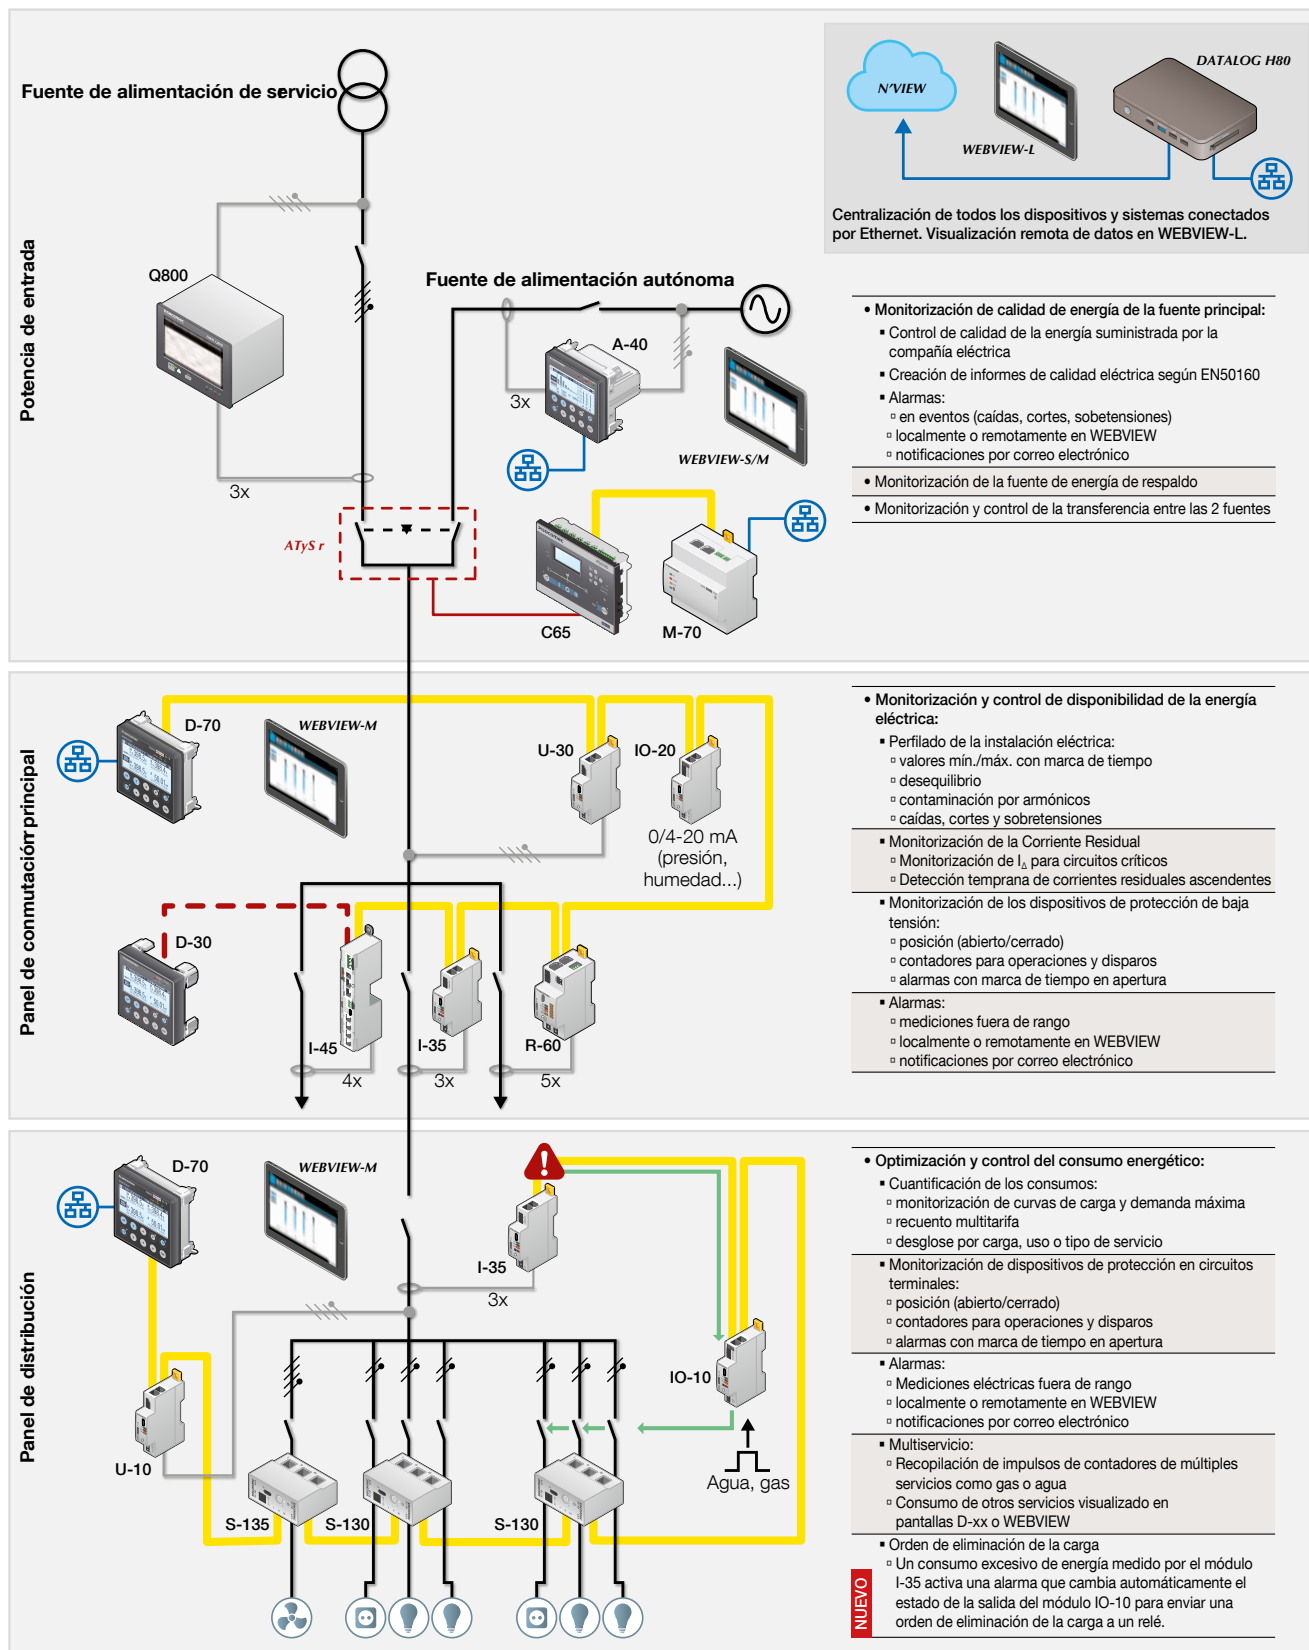 Fuente de alimentación de servicio
N'VIEW
DATALOG H80
WEBVIEW-L
Centralización de todos los dispositivos y sistemas conectados
por Ethernet. Visualización remota de datos en WEBVIEW-L.
Potencia de entrada
Q800
3x
Fuente de alimentación autónoma
A-40
3x
WEBVIEW-S/M
ATyS r
C65
M-70
• Monitorización de calidad de energía de la fuente principal:
▪ Control de calidad de la energía suministrada por la
compañía eléctrica
▪ Creación de informes de calidad eléctrica según EN50160
▪ Alarmas:
▫ en eventos (caídas, cortes, sobetensiones)
▫ localmente o remotamente en WEBVIEW
▫ notificaciones por correo electrónico
• Monitorización de la fuente de energía de respaldo
• Monitorización y control de la transferencia entre las 2 fuentes
Panel de conmutaciónrprincipal
D-70
WEBVIEW-M
U-30
IO-20
0/4-20 mA
(presión,
humedad...)
D-30
I-45
I-35
R-60
4x
3x
5x
• Monitorización y control de disponibilidad de la energía
eléctrica:
▪ Perfilado de la instalación eléctrica:
▫ valores mín./máx. con marca de tiempo
▫ desequilibrio
▫ contaminación por armónicos
▫ caídas, cortes y sobretensiones
▪ Monitorización de la Corriente Residual
▫ Monitorización de I∆ para circuitos críticos
▫ Detección temprana de corrientes residuales ascendentes
▪ Monitorización de los dispositivos de protección de baja
tensión:
▫ posición (abierto/cerrado)
▫ contadores para operaciones y disparos
▫ alarmas con marca de tiempo en apertura
▪ Alarmas:
▫ mediciones fuera de rango
▫ localmente o remotamente en WEBVIEW
▫ notificaciones por correo electrónico
Panel de distribución
D-70
WEBVIEW-M
I-35
3x
IO-10
U-10
Agua, gas
S-135
S-130
S-130
• Optimización y control del consumo energético:
▪ Cuantificación de los consumos:
▫ monitorización de curvas de carga y demanda máxima
▫ recuento multitarifa
▫ desglose por carga, uso o tipo de servicio
▪ Monitorización de dispositivos de protección en circuitos
terminales:
▫ posición (abierto/cerrado)
▫ contadores para operaciones y disparos
▫ alarmas con marca de tiempo en apertura
▪ Alarmas:
▫ Mediciones eléctricas fuera de rango
▫ localmente o remotamente en WEBVIEW
▫ notificaciones por correo electrónico
▪ Multiservicio:
▫ Recopilación de impulsos de contadores de múltiples
servicios como gas o agua
▫ Consumo de otros servicios visualizado en
pantallas D-xx o WEBVIEW
▪ Orden de eliminación de la carga
▫ Un consumo excesivo de energía medido por el módulo
I-35 activa una alarma que cambia automáticamente el
estado de la salida del módulo IO-10 para enviar una
orden de eliminación de la carga a un relé.
NUEVO